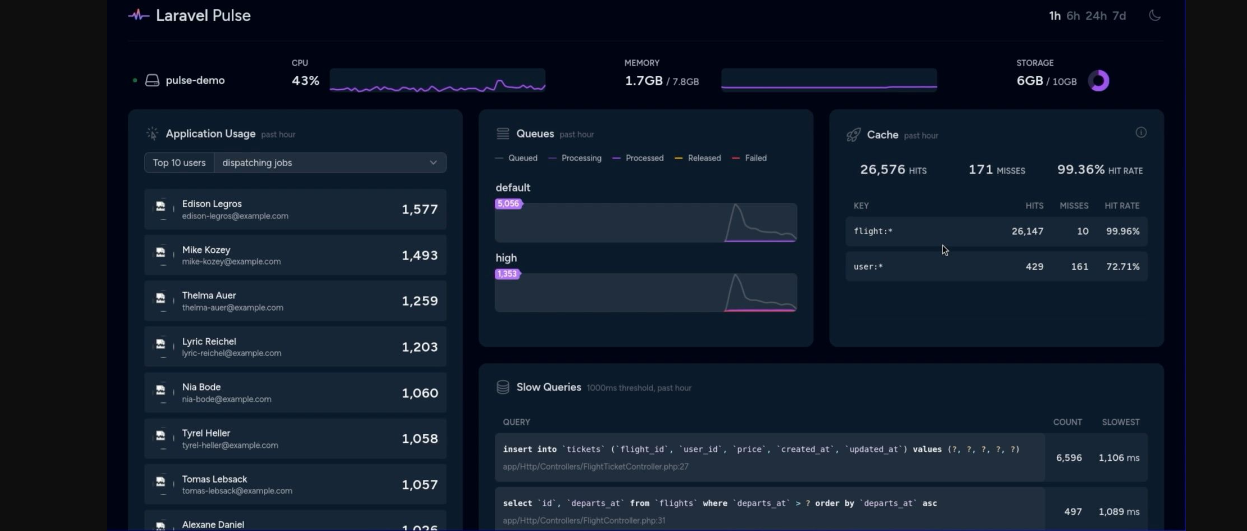 Laravel Pulse
1h 6h 24h 7d
pulse-demo
CPU
43%
MEMORY
1.7GB / 7.8GB
STORAGE
6GB / 10GB
Application Usage past hour
Top 10 users dispatching jobs
Edison Legros
edison-legros@example.com
1,577
Mike Kozey
mike-kozey@example.com
1,493
Thelma Auer
thelma-auer@example.com
1,259
Lyric Reichel
lyric-reichel@example.com
1,203
Nia Bode
nia-bode@example.com
1,060
Tyrel Heller
tyrel-heller@example.com
1,058
Tomas Lebsack
tomas-lebsack@example.com
1,057
Alexane Daniel
1,026
Queues past hour
Queued Processing Processed Released Failed
default
5,056
high
1,353
Cache past hour
26,576 HITS 171 MISSES 99.36% HIT RATE
KEY HITS MISSES HIT RATE
flight:* 26,147 10 99.96%
user:* 429 161 72.71%
Slow Queries 1000ms threshold, past hour
QUERY COUNT SLOWEST
insert into `tickets` (`flight_id`, `user_id`, `price`, `created_at`, `updated_at`) values (?, ?, ?, ?, ?)
app/Http/Controllers/FlightTicketController.php:27
6,596 1,106 ms
select `id`, `departs_at` from `flights` where `departs_at` > ? order by `departs_at` asc
app/Http/Controllers/FlightController.php:31
497 1,089 ms